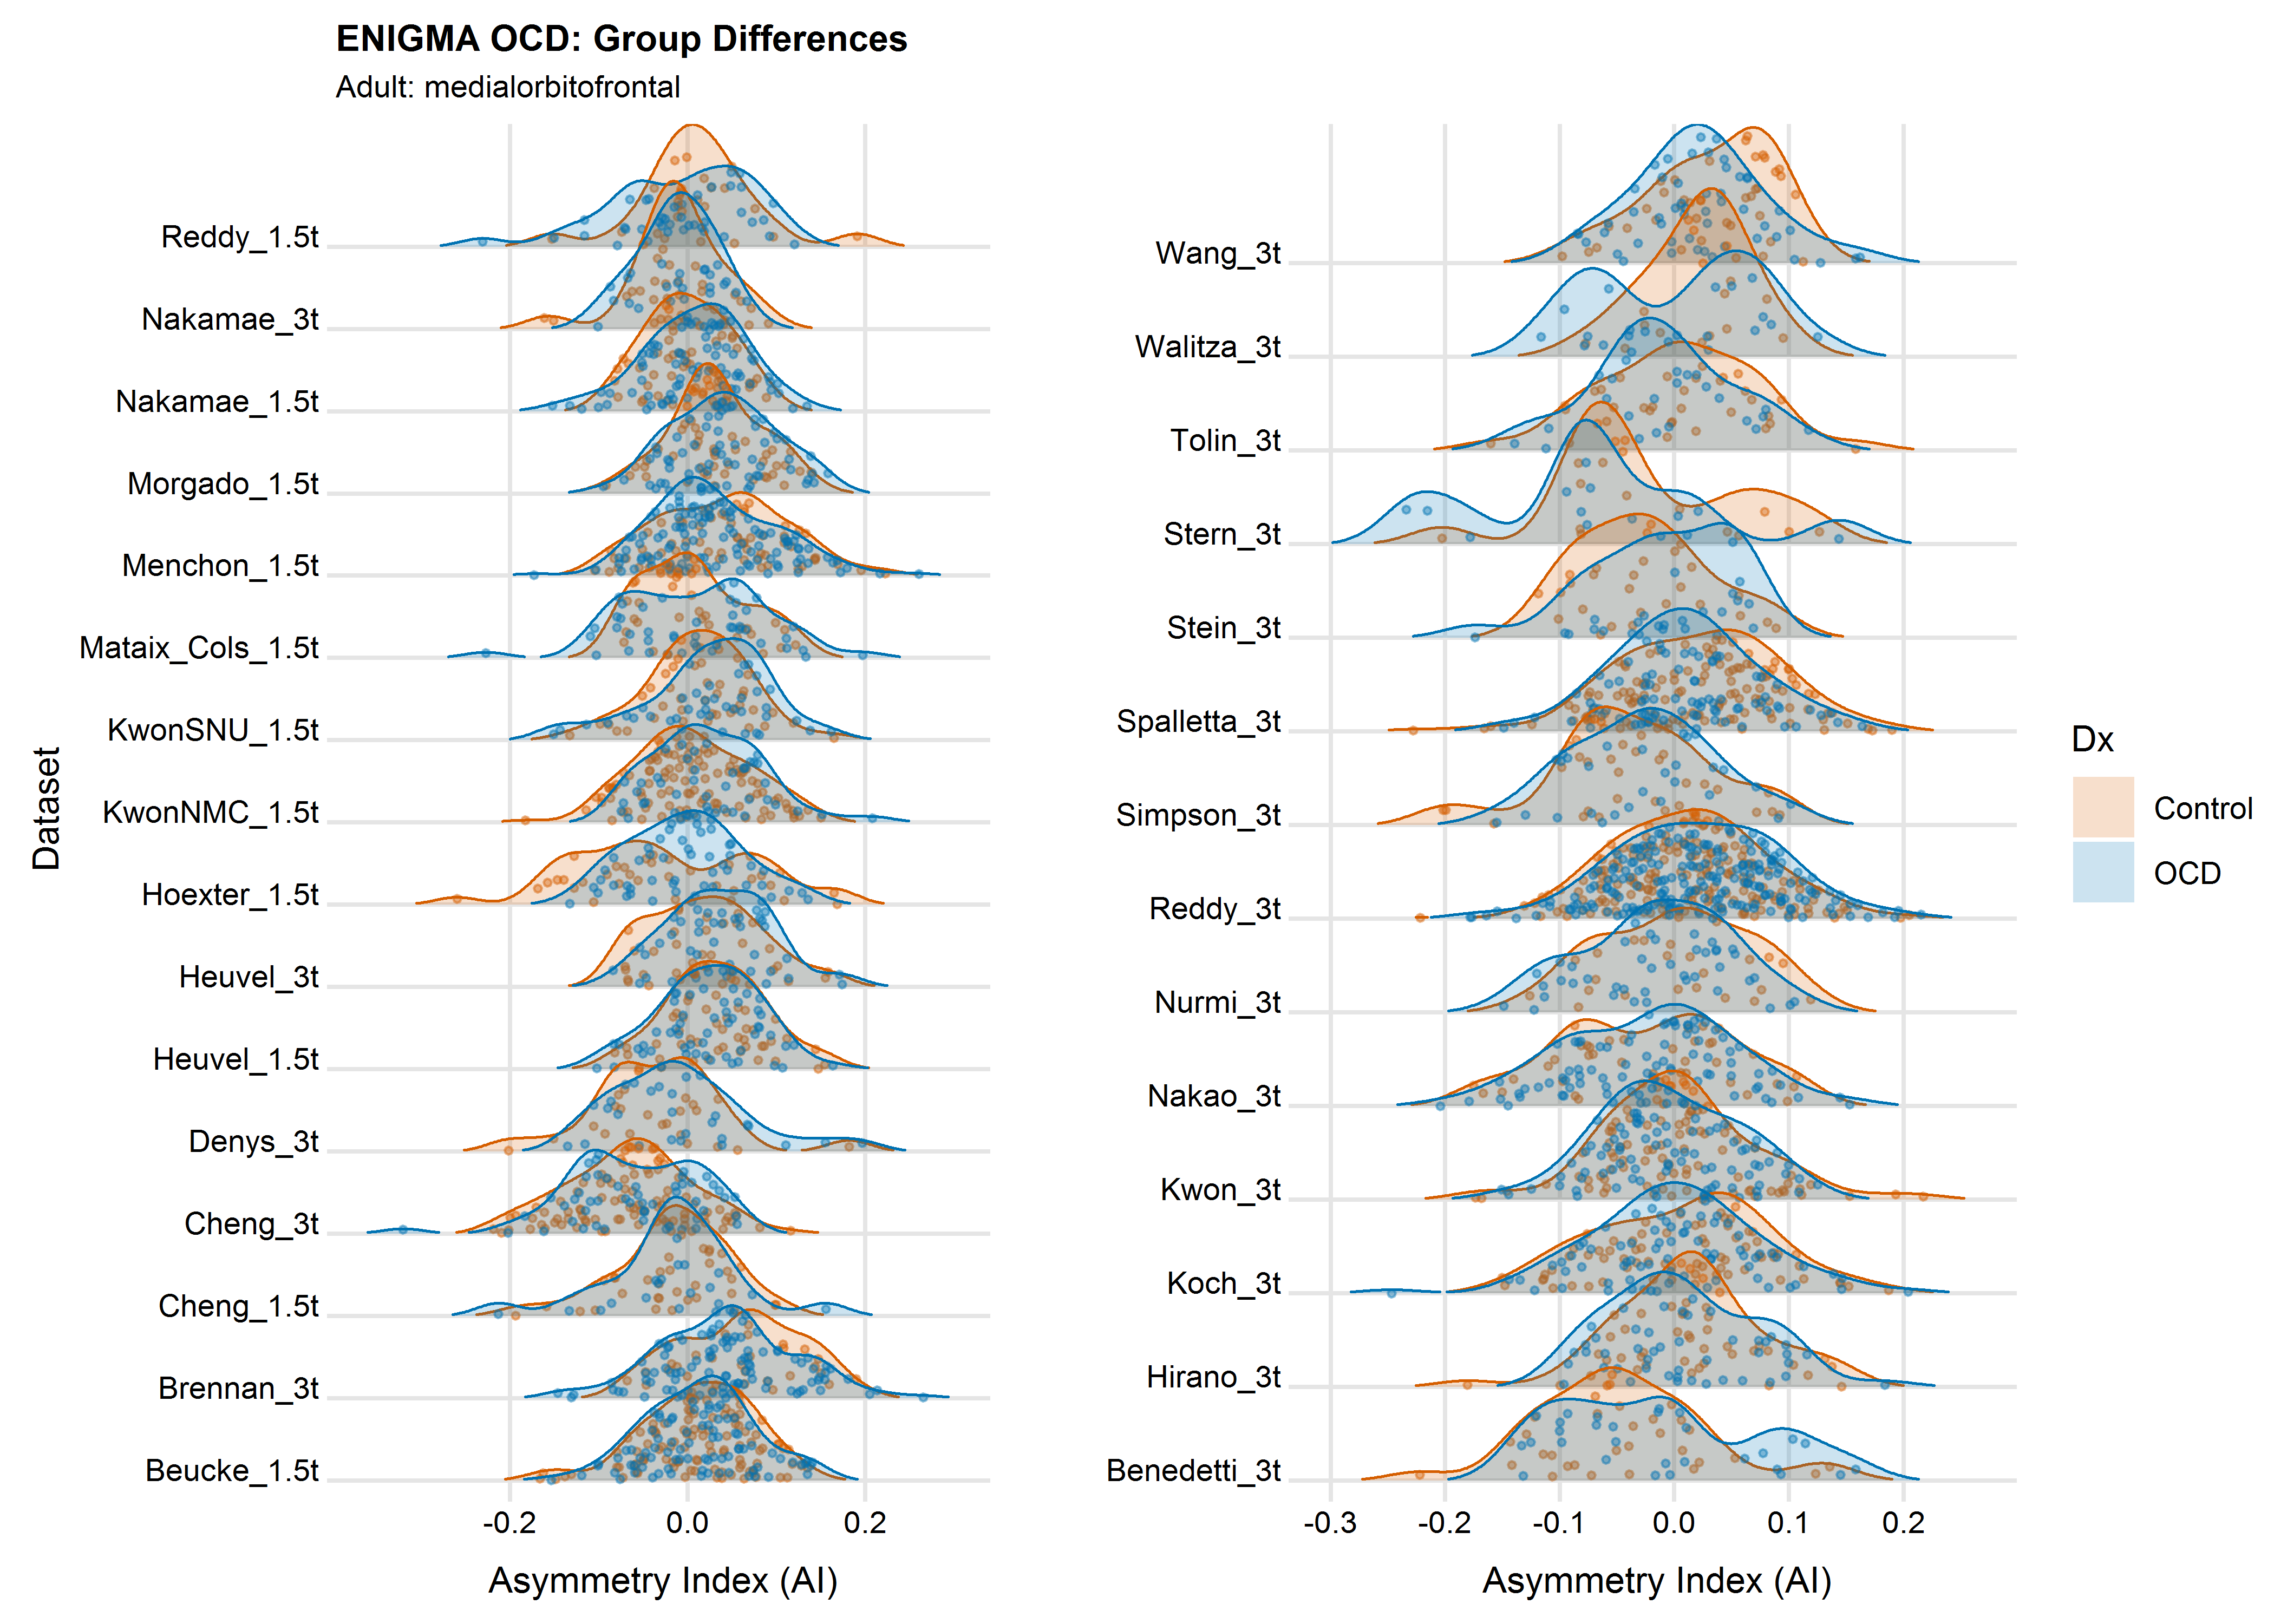 ENIGMA OCD: Group Differences
Adult: medialorbitofrontal
Dataset
Reddy_1.5t
Nakamae_3t
Nakamae_1.5t
Morgado_1.5t
Menchon_1.5t
Mataix_Cols_1.5t
KwonSNU_1.5t
KwonNMC_1.5t
Hoexter_1.5t
Heuvel_3t
Heuvel_1.5t
Denys_3t
Cheng_3t
Cheng_1.5t
Brennan_3t
Beucke_1.5t
-0.2 0.0 0.2
Asymmetry Index (AI)
Wang_3t
Walitza_3t
Tolin_3t
Stern_3t
Stein_3t
Spalletta_3t
Simpson_3t
Reddy_3t
Nurmi_3t
Nakao_3t
Kwon_3t
Koch_3t
Hirano_3t
Benedetti_3t
-0.3 -0.2 -0.1 0.0 0.1 0.2
Asymmetry Index (AI)
Dx
Control
OCD